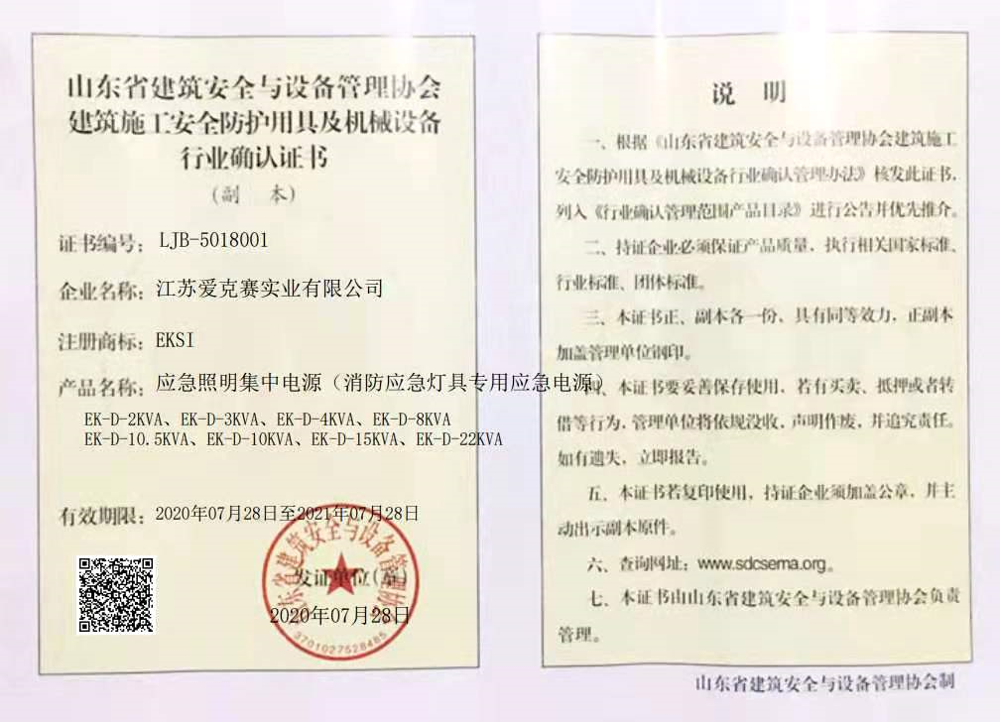 山东省建筑安全与设备管理协会
建筑施工安全防护用具及机械设备
行业确认证书
(副 本)
证书编号: LJB-5018001
企业名称: 江苏爱克赛实业有限公司
注册商标: EKSI
产品名称: 应急照明集中电源（消防应急灯具专用应急电源）
EK-D-2KVA、EK-D-3KVA、EK-D-4KVA、EK-D-8KVA
EK-D-10.5KVA、EK-D-10KVA、EK-D-15KVA、EK-D-22KVA
有效期限: 2020年07月28日至2021年07月28日
山东省建筑安全与设备管理协会
发证单位(章)
2020年07月28日
3701027528485
说 明
一、根据《山东省建筑安全与设备管理协会建筑施工
安全防护用具及机械设备行业确认管理办法》核发此证书,
列入《行业确认管理范围产品目录》进行公告并优先推介。
二、持证企业必须保证产品质量，执行相关国家标准、
行业标准、团体标准。
三、本证书正、副本各一份、具有同等效力，正副本
加盖管理单位钢印。
四、本证书要妥善保存使用，若有买卖、抵押或者转
借等行为，管理单位将依规没收，声明作废，并追究责任。
如有遗失，立即报告。
五、本证书若复印使用，持证企业须加盖公章，并主
动出示副本原件。
六、查询网址：www.sdcsema.org。
七、本证书由山东省建筑安全与设备管理协会负责
管理。
山东省建筑安全与设备管理协会制